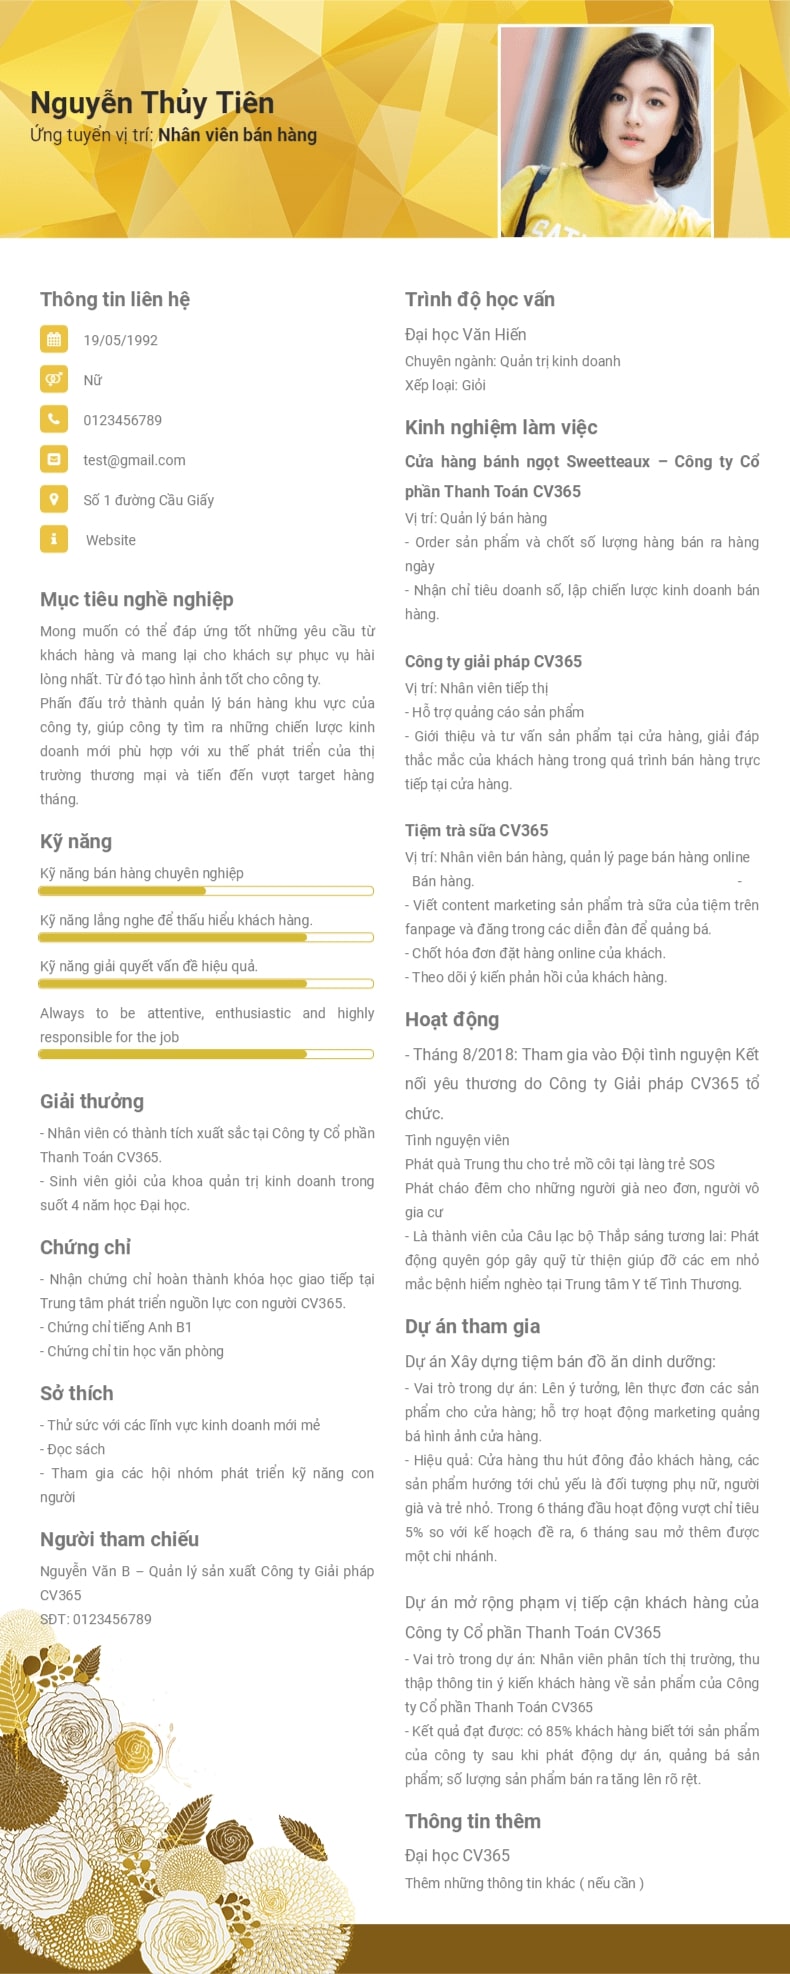 Nguyễn Thủy Tiên
Ứng tuyển vị trí: Nhân viên bán hàng
Thông tin liên hệ
19/05/1992
Nữ
0123456789
test@gmail.com
Số 1 đường Cầu Giấy
Website
Mục tiêu nghề nghiệp
Mong muốn có thể đáp ứng tốt những yêu cầu từ
khách hàng và mang lại cho khách sự phục vụ hài
lòng nhất. Từ đó tạo hình ảnh tốt cho công ty.
Phấn đấu trở thành quản lý bán hàng khu vực của
công ty, giúp công ty tìm ra những chiến lược kinh
doanh mới phù hợp với xu thế phát triển của thị
trường thương mại và tiến đến vượt target hàng
tháng.
Kỹ năng
Kỹ năng bán hàng chuyên nghiệp
Kỹ năng lắng nghe để thấu hiểu khách hàng.
Kỹ năng giải quyết vấn đề hiệu quả.
Always to be attentive, enthusiastic and highly
responsible for the job
Giải thưởng
- Nhân viên có thành tích xuất sắc tại Công ty Cổ phần
Thanh Toán CV365.
- Sinh viên giỏi của khoa quản trị kinh doanh trong
suốt 4 năm học Đại học.
Chứng chỉ
- Nhận chứng chỉ hoàn thành khóa học giao tiếp tại
Trung tâm phát triển nguồn lực con người CV365.
- Chứng chỉ tiếng Anh B1
- Chứng chỉ tin học văn phòng
Sở thích
- Thử sức với các lĩnh vực kinh doanh mới mẻ
- Đọc sách
- Tham gia các hội nhóm phát triển kỹ năng con
người
Người tham chiếu
Nguyễn Văn B – Quản lý sản xuất Công ty Giải pháp
CV365
SĐT: 0123456789
Trình độ học vấn
Đại học Văn Hiến
Chuyên ngành: Quản trị kinh doanh
Xếp loại: Giỏi
Kinh nghiệm làm việc
Cửa hàng bánh ngọt Sweetteaux – Công ty Cổ
phần Thanh Toán CV365
Vị trí: Quản lý bán hàng
- Order sản phẩm và chốt số lượng hàng bán ra hàng
ngày
- Nhận chỉ tiêu doanh số, lập chiến lược kinh doanh bán
hàng.
Công ty giải pháp CV365
Vị trí: Nhân viên tiếp thị
- Hỗ trợ quảng cáo sản phẩm
- Giới thiệu và tư vấn sản phẩm tại cửa hàng, giải đáp
thắc mắc của khách hàng trong quá trình bán hàng trực
tiếp tại cửa hàng.
Tiệm trà sữa CV365
Vị trí: Nhân viên bán hàng, quản lý page bán hàng online
Bán hàng. -
- Viết content marketing sản phẩm trà sữa của tiệm trên
fanpage và đăng trong các diễn đàn để quảng bá.
- Chốt hóa đơn đặt hàng online của khách.
- Theo dõi ý kiến phản hồi của khách hàng.
Hoạt động
- Tháng 8/2018: Tham gia vào Đội tình nguyện Kết
nối yêu thương do Công ty Giải pháp CV365 tổ
chức.
Tình nguyện viên
Phát quà Trung thu cho trẻ mồ côi tại làng trẻ SOS
Phát cháo đêm cho những người già neo đơn, người vô
gia cư
- Là thành viên của Câu lạc bộ Thắp sáng tương lai: Phát
động quyên góp gây quỹ từ thiện giúp đỡ các em nhỏ
mắc bệnh hiểm nghèo tại Trung tâm Y tế Tình Thương.
Dự án tham gia
Dự án Xây dựng tiệm bán đồ ăn dinh dưỡng:
- Vai trò trong dự án: Lên ý tưởng, lên thực đơn các sản
phẩm cho cửa hàng; hỗ trợ hoạt động marketing quảng
bá hình ảnh cửa hàng.
- Hiệu quả: Cửa hàng thu hút đông đảo khách hàng, các
sản phẩm hướng tới chủ yếu là đối tượng phụ nữ, người
già và trẻ nhỏ. Trong 6 tháng đầu hoạt động vượt chỉ tiêu
5% so với kế hoạch đề ra, 6 tháng sau mở thêm được
một chi nhánh.
Dự án mở rộng phạm vị tiếp cận khách hàng của
Công ty Cổ phần Thanh Toán CV365
- Vai trò trong dự án: Nhân viên phân tích thị trường, thu
thập thông tin ý kiến khách hàng về sản phẩm của Công
ty Cổ phần Thanh Toán CV365
- Kết quả đạt được: có 85% khách hàng biết tới sản phẩm
của công ty sau khi phát động dự án, quảng bá sản
phẩm; số lượng sản phẩm bán ra tăng lên rõ rệt.
Thông tin thêm
Đại học CV365
Thêm những thông tin khác ( nếu cần )